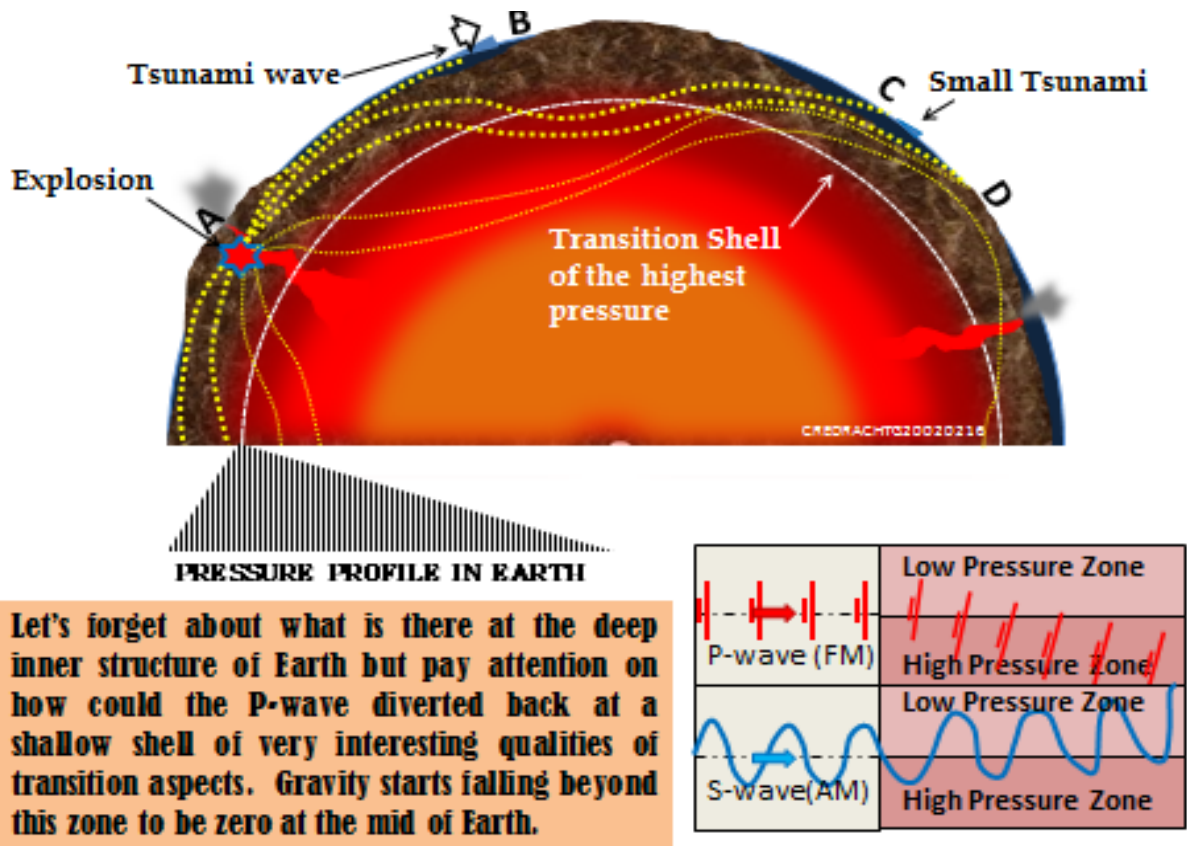 B
Tsunami wave
C
Small Tsunami
Explosion
A
D
Transition Shell
of the highest
pressure
CREDRACHTG20020216
PRESSURE PROFILE IN EARTH
Low Pressure Zone
P-wave (FM)
High Pressure Zone
Low Pressure Zone
S-wave(AM)
High Pressure Zone
Let's forget about what is there at the deep
inner structure of Earth but pay attention on
how could the P-wave diverted back at a
shallow shell of very interesting qualities of
transition aspects. Gravity starts falling beyond
this zone to be zero at the mid of Earth.